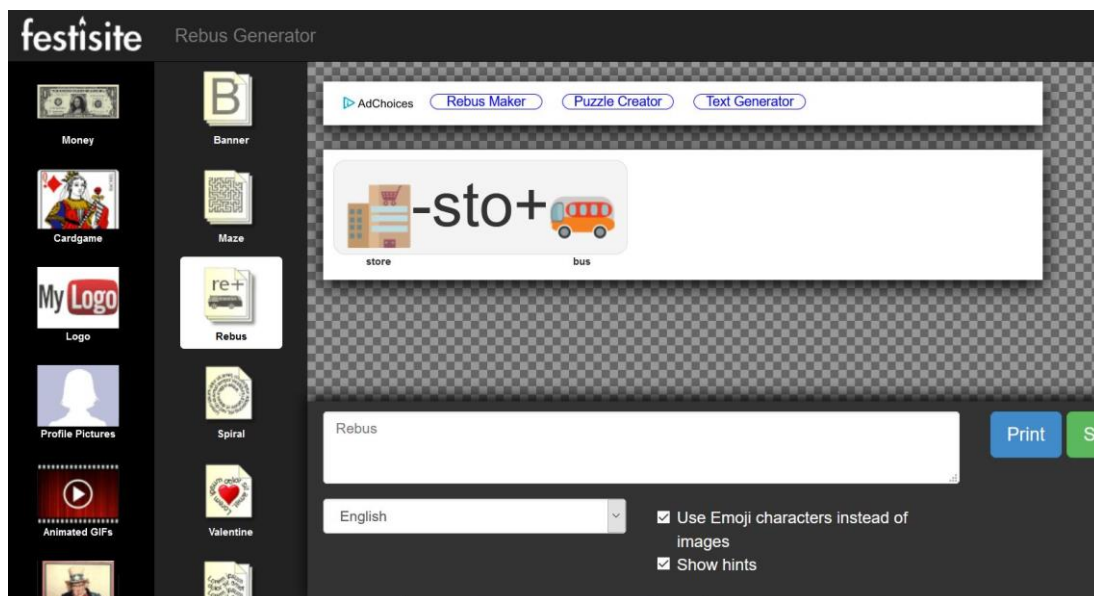 festisite
Rebus Generator
Money
Cardgame
My Logo
Logo
Profile Pictures
Animated GIFs
B
Banner
Maze
re+
Rebus
Spiral
Valentine
AdChoices
Rebus Maker
Puzzle Creator
Text Generator
-sto+
store
bus
Rebus
Print
S
English
Use Emoji characters instead of
images
Show hints